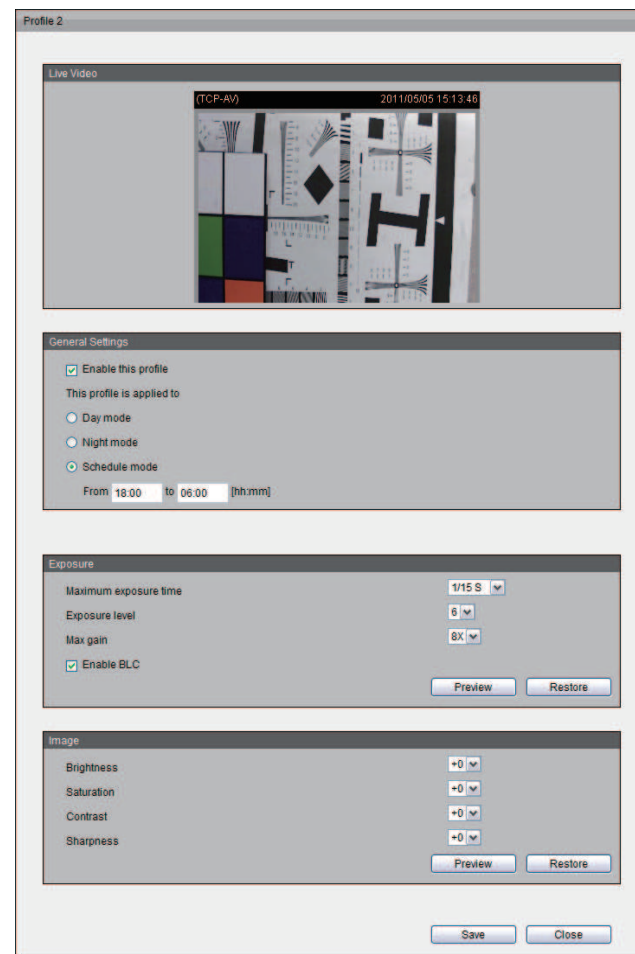 Profile 2
Live Video
(TCP-AV) 2011/05/05 15:13:46
General Settings
Enable this profile
This profile is applied to
Day mode
Night mode
Schedule mode
From 18:00 to 06:00 [hh:mm]
Exposure
Maximum exposure time 1/15 S
Exposure level 6
Max gain 8X
Enable BLC
Preview Restore
Image
Brightness +0
Saturation +0
Contrast +0
Sharpness +0
Preview Restore
Save Close